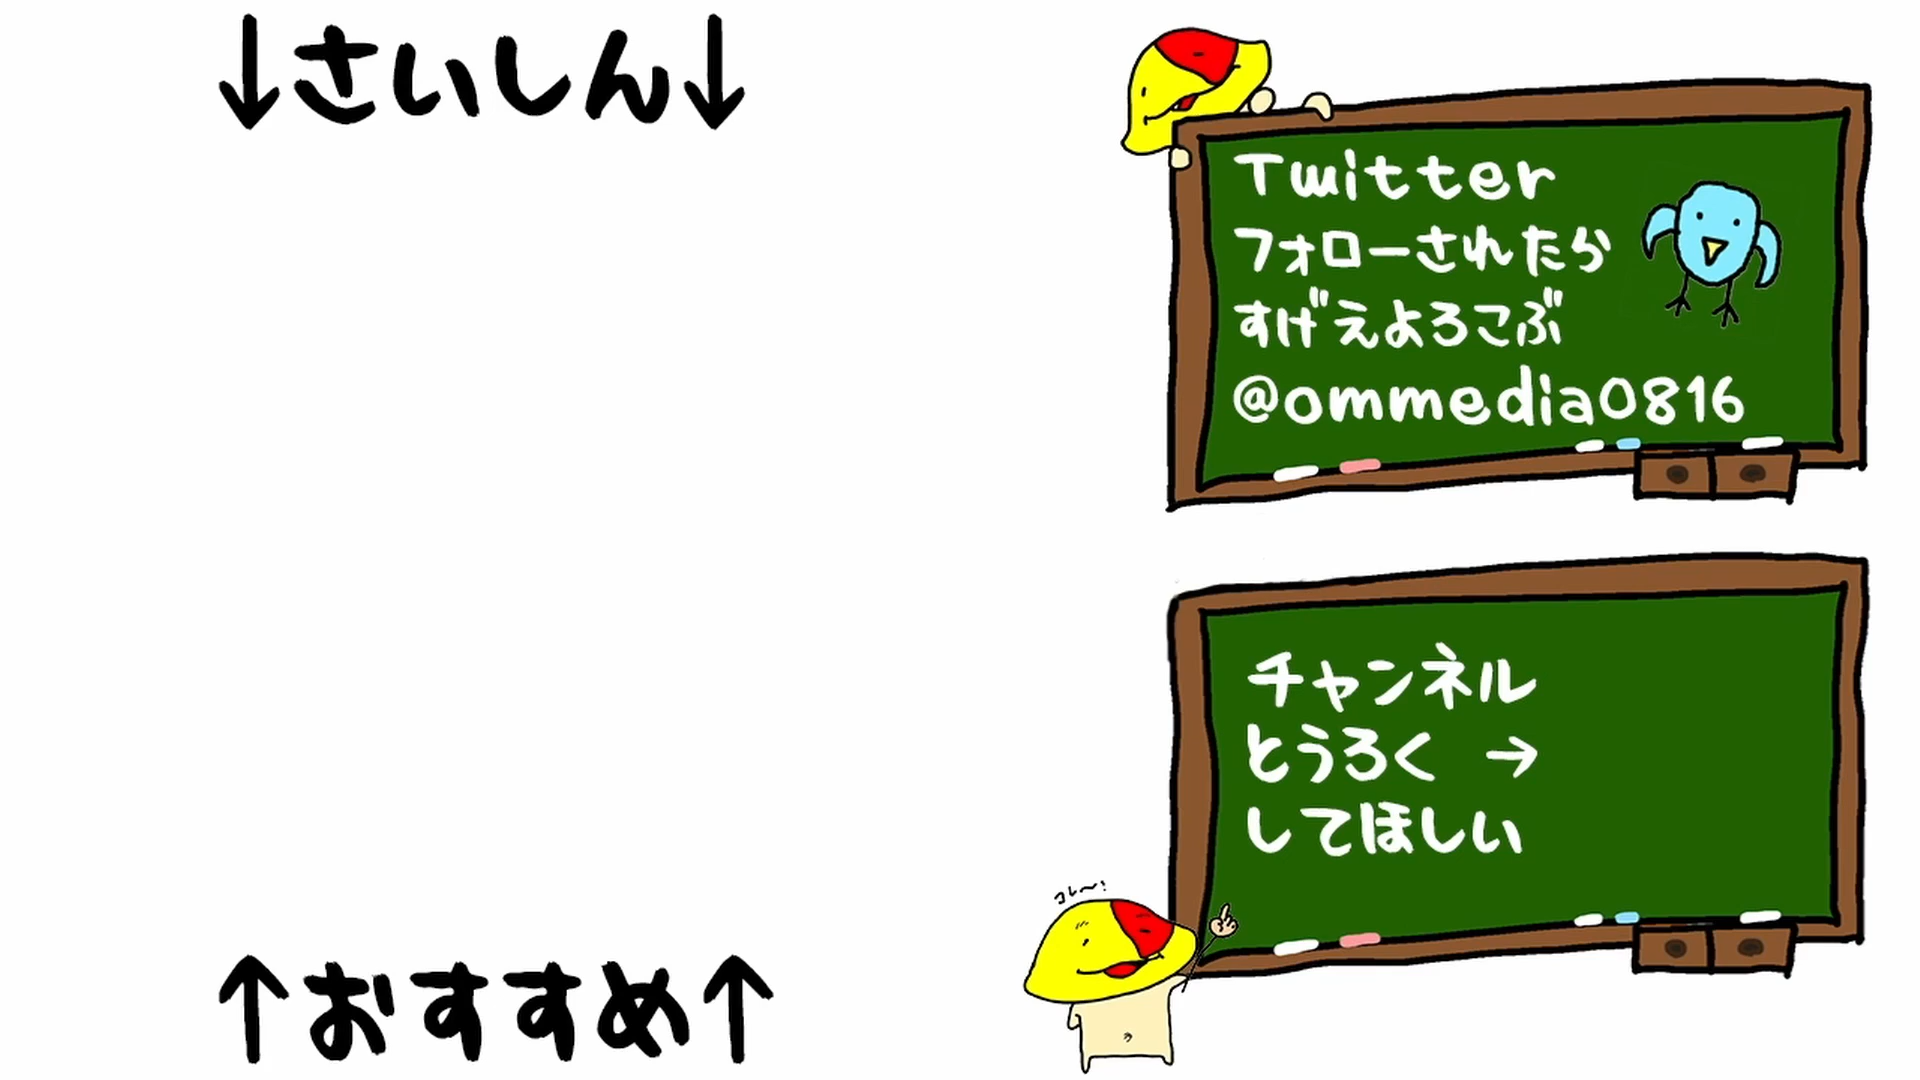 ↓さいしん↓
Twitter
フォローされたら
すげえよろこぶ
@ommedia0816
チャンネル
とうろく →
してほしい
コレ〜!
↑おすすめ↑